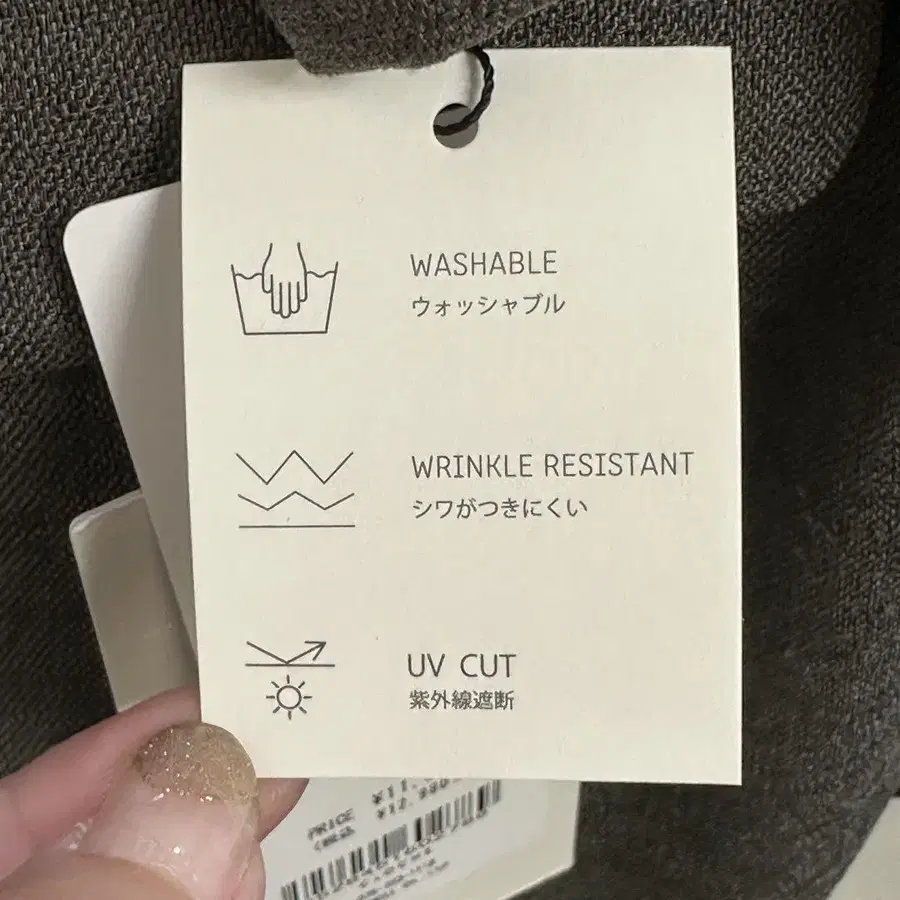 WASHABLE
ウォッシャブル
WRINKLE RESISTANT
シワがつきにくい
UV CUT
紫外線遮断
PRICE